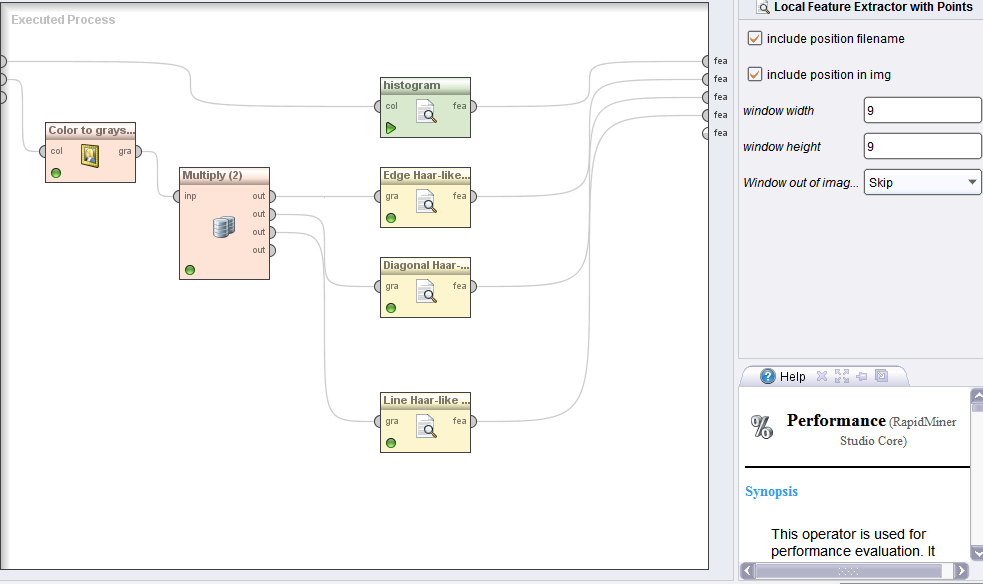 Executed Process
Local Feature Extractor with Points
include position filename
include position in img
window width
9
window height
9
Window out of imag...
Skip
histogram
col
fea
Color to grays...
col
gra
Multiply (2)
inp
out
out
out
out
Edge Haar-like...
gra
fea
Diagonal Haar-...
gra
fea
Line Haar-like ...
gra
fea
fea
fea
fea
fea
fea
Help
Performance (RapidMiner
Studio Core)
Synopsis
This operator is used for
performance evaluation. It